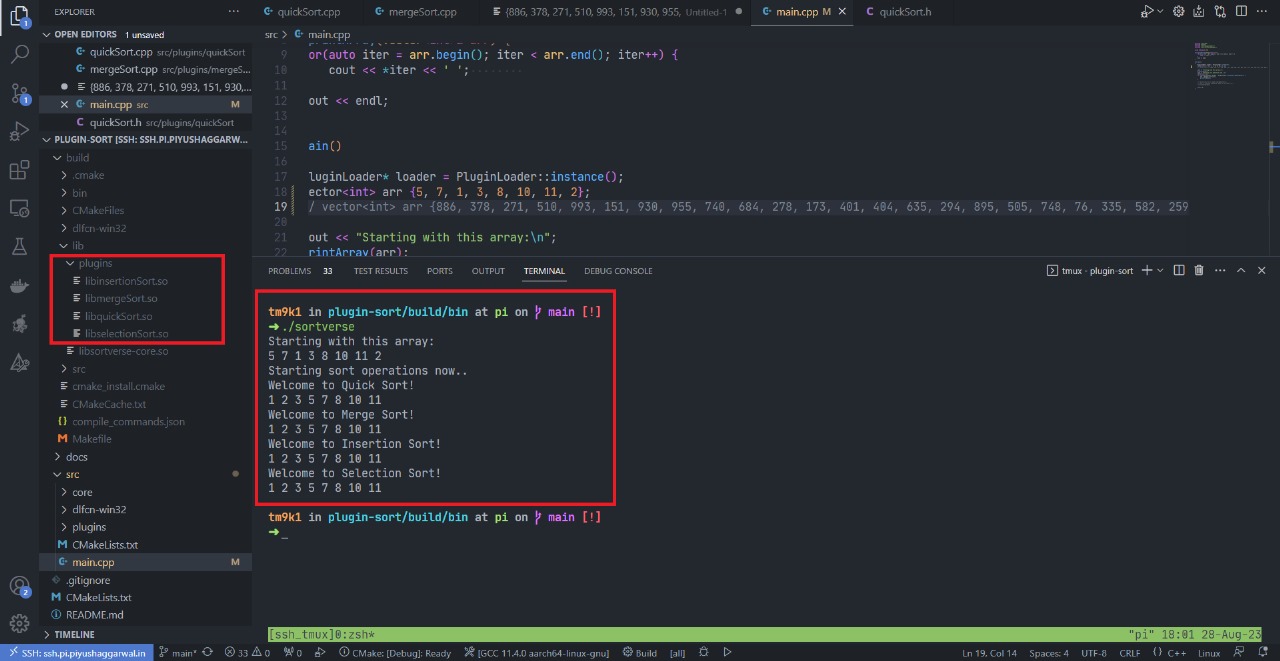 EXPLORER
OPEN EDITORS 1 unsaved
quickSort.cpp src/plugins/quickSort
mergeSort.cpp src/plugins/mergeS...
{886, 378, 271, 510, 993, 151, 930,...
main.cpp src M
quickSort.h src/plugins/quickSort
PLUGIN-SORT [SSH: SSH.PI.PIYUSHAGGARW...
build
.cmake
bin
CMakeFiles
dlfcn-win32
lib
plugins
libinsertionSort.so
libmergeSort.so
libquickSort.so
libselectionSort.so
libsortverse-core.so
src
cmake_install.cmake
CMakeCache.txt
compile_commands.json
Makefile
docs
src
core
dlfcn-win32
plugins
CMakeLists.txt
main.cpp M
.gitignore
CMakeLists.txt
README.md
TIMELINE
quickSort.cpp
mergeSort.cpp
{886, 378, 271, 510, 993, 151, 930, 955, Untitled-1
main.cpp M
quickSort.h
src > main.cpp
9 or(auto iter = arr.begin(); iter < arr.end(); iter++) {
10 cout << *iter << ' ';
11
12 out << endl;
13
14
15 ain()
16
17 luginLoader* loader = PluginLoader::instance();
18 ector<int> arr {5, 7, 1, 3, 8, 10, 11, 2};
19 / vector<int> arr {886, 378, 271, 510, 993, 151, 930, 955, 740, 684, 278, 173, 401, 404, 635, 294, 895, 505, 748, 76, 335, 582, 259
20
21 out << "Starting with this array:\n";
22 rintArray(arr);
PROBLEMS 33 TEST RESULTS PORTS OUTPUT TERMINAL DEBUG CONSOLE
tmux - plugin-sort
tm9k1 in plugin-sort/build/bin at pi on main [!]
➜ ./sortverse
Starting with this array:
5 7 1 3 8 10 11 2
Starting sort operations now..
Welcome to Quick Sort!
1 2 3 5 7 8 10 11
Welcome to Merge Sort!
1 2 3 5 7 8 10 11
Welcome to Insertion Sort!
1 2 3 5 7 8 10 11
Welcome to Selection Sort!
1 2 3 5 7 8 10 11
tm9k1 in plugin-sort/build/bin at pi on main [!]
➜ _
[ssh_tmux]0:zsh* "pi" 18:01 28-Aug-23
SSH: ssh.pi.piyushaggarwal.in main* 33 0 0 CMake: [Debug]: Ready [GCC 11.4.0 aarch64-linux-gnu] Build [all] Ln 19, Col 14 Spaces: 4 UTF-8 CRLF {} C++ Linux